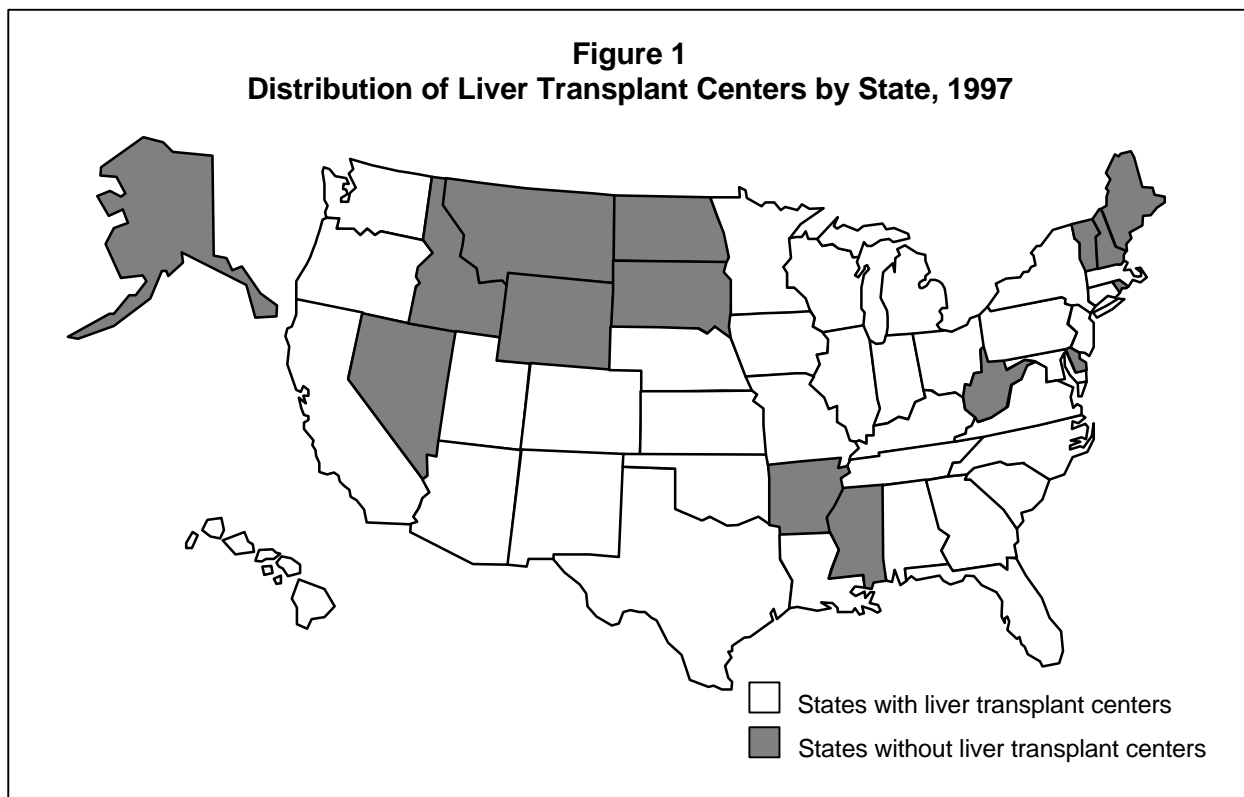 Figure 1
Distribution of Liver Transplant Centers by State, 1997
States with liver transplant centers
States without liver transplant centers